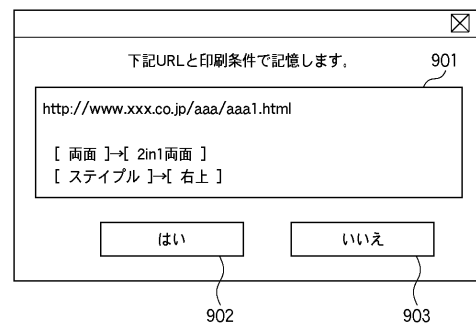 下記URLと印刷条件で記憶します。
901
http://www.xxx.co.jp/aaa/aaa1.html
[ 両面 ]→[ 2in1両面 ]
[ ステイプル ]→[ 右上 ]
はい
いいえ
902
903